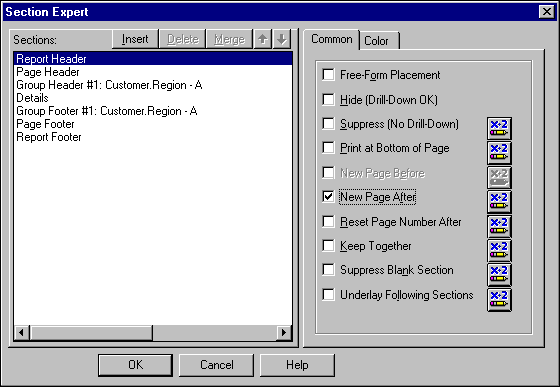 Section Expert
Sections: Insert Delete Merge
Report Header
Page Header
Group Header #1: Customer.Region - A
Details
Group Footer #1: Customer.Region - A
Page Footer
Report Footer
Common Color
Free-Form Placement
Hide (Drill-Down OK)
Suppress (No Drill-Down)
X+2
Print at Bottom of Page
X+2
New Page Before
X+2
New Page After
X+2
Reset Page Number After
X+2
Keep Together
X+2
Suppress Blank Section
X+2
Underlay Following Sections
X+2
OK Cancel Help